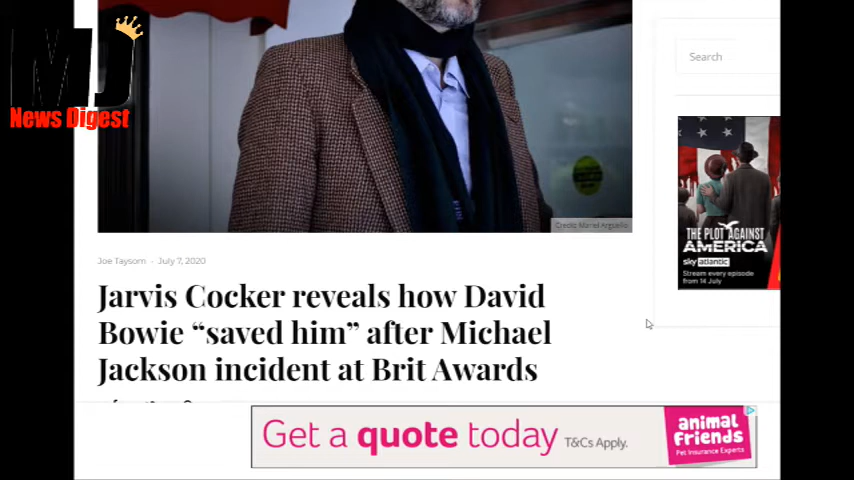 MJ
News Digest
Search
Credit: Mariel Argüello
THE PLOT AGAINST
AMERICA
sky atlantic
Stream every episode
from 14 July
Joe Taysom - July 7, 2020
Jarvis Cocker reveals how David
Bowie “saved him” after Michael
Jackson incident at Brit Awards
Get a quote today T&Cs Apply.
animal
friends
Pet Insurance Experts